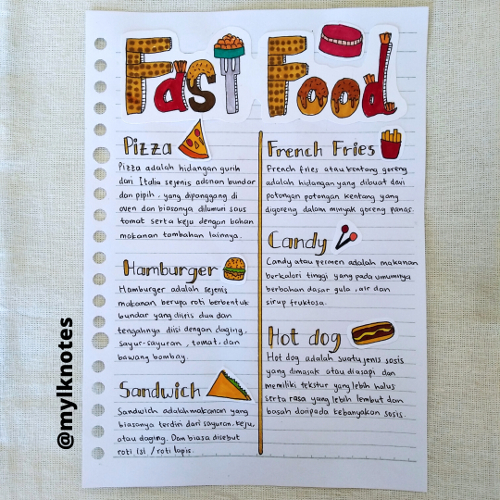 Fast Food
Pizza
Pizza adalah hidangan gurih
dari Italia sejenis adonan bundar
dan pipih, yang dipanggang di
oven dan biasanya dilumuri saus
tomat serta keju dengan bahan
makanan tambahan lainnya.
Hamburger
Hamburger adalah sejenis
makanan berupa roti berbentuk
bundar yang diiris dua dan
tengahnya diisi dengan daging,
sayur-sayuran, tomat, dan
bawang bombay.
Sandwich
Sandwich adalah makanan yang
biasanya terdiri dari sayuran, keju,
atau daging. Dan biasa disebut
roti isi / roti lapis.
French Fries
French fries atau kentang goreng
adalah hidangan yang dibuat dari
potongan potongan kentang yang
digoreng dalam minyak goreng panas.
Candy
Candy atau permen adalah makanan
berkalori tinggi yang pada umumnya
berbahan dasar gula, air dan
sirup fruktosa.
Hot dog
Hot dog adalah suatu jenis sosis
yang dimasak atau diasapi dan
memiliki tekstur yang lebih halus
serta rasa yang lebih lembut dan
basah daripada kebanyakan sosis.
@mylknotes